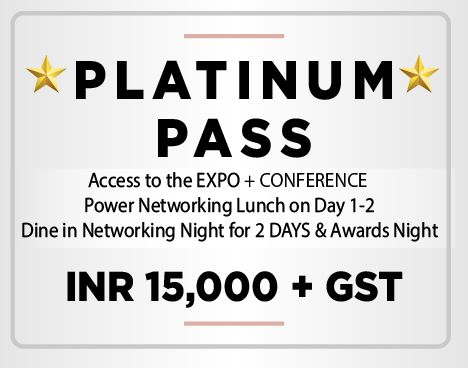 PLATINUM
PASS
Access to the EXPO + CONFERENCE
Power Networking Lunch on Day 1-2
Dine in Networking Night for 2 DAYS & Awards Night
INR 15,000 + GST